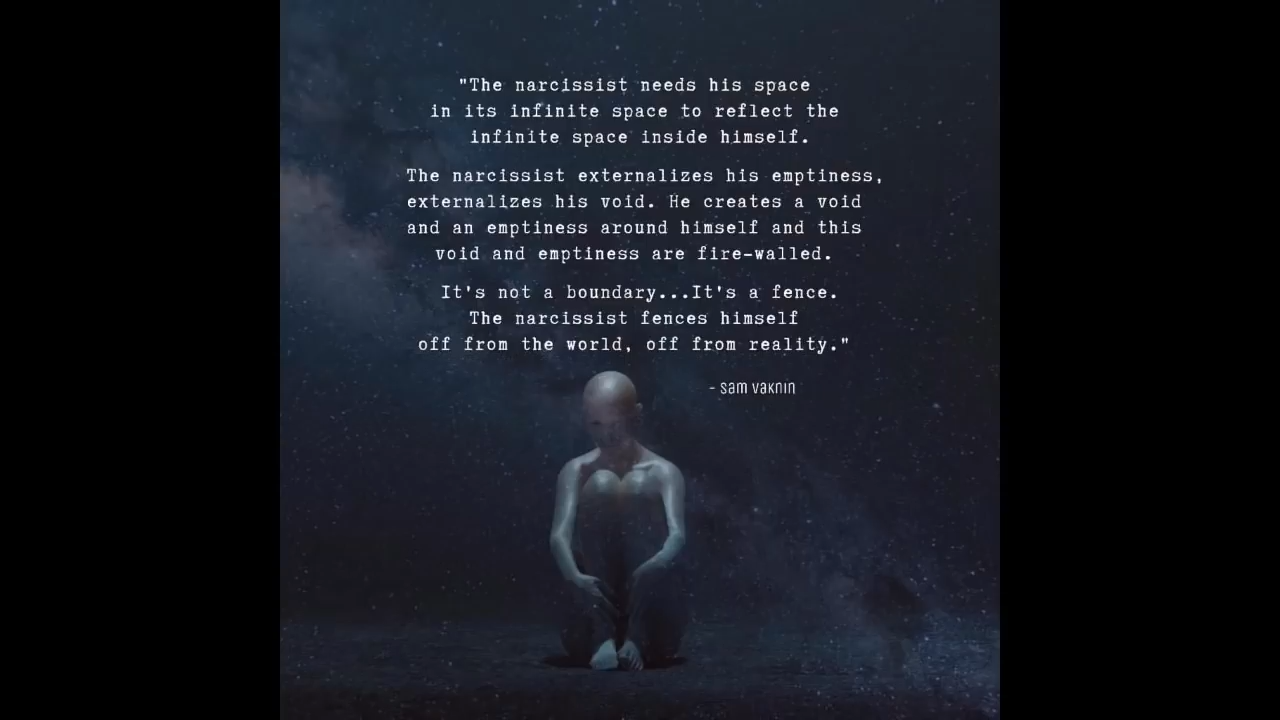 "The narcissist needs his space
in its infinite space to reflect the
infinite space inside himself.
The narcissist externalizes his emptiness,
externalizes his void. He creates a void
and an emptiness around himself and this
void and emptiness are fire-walled.
It's not a boundary...It's a fence.
The narcissist fences himself
off from the world, off from reality."
- sam vaknin